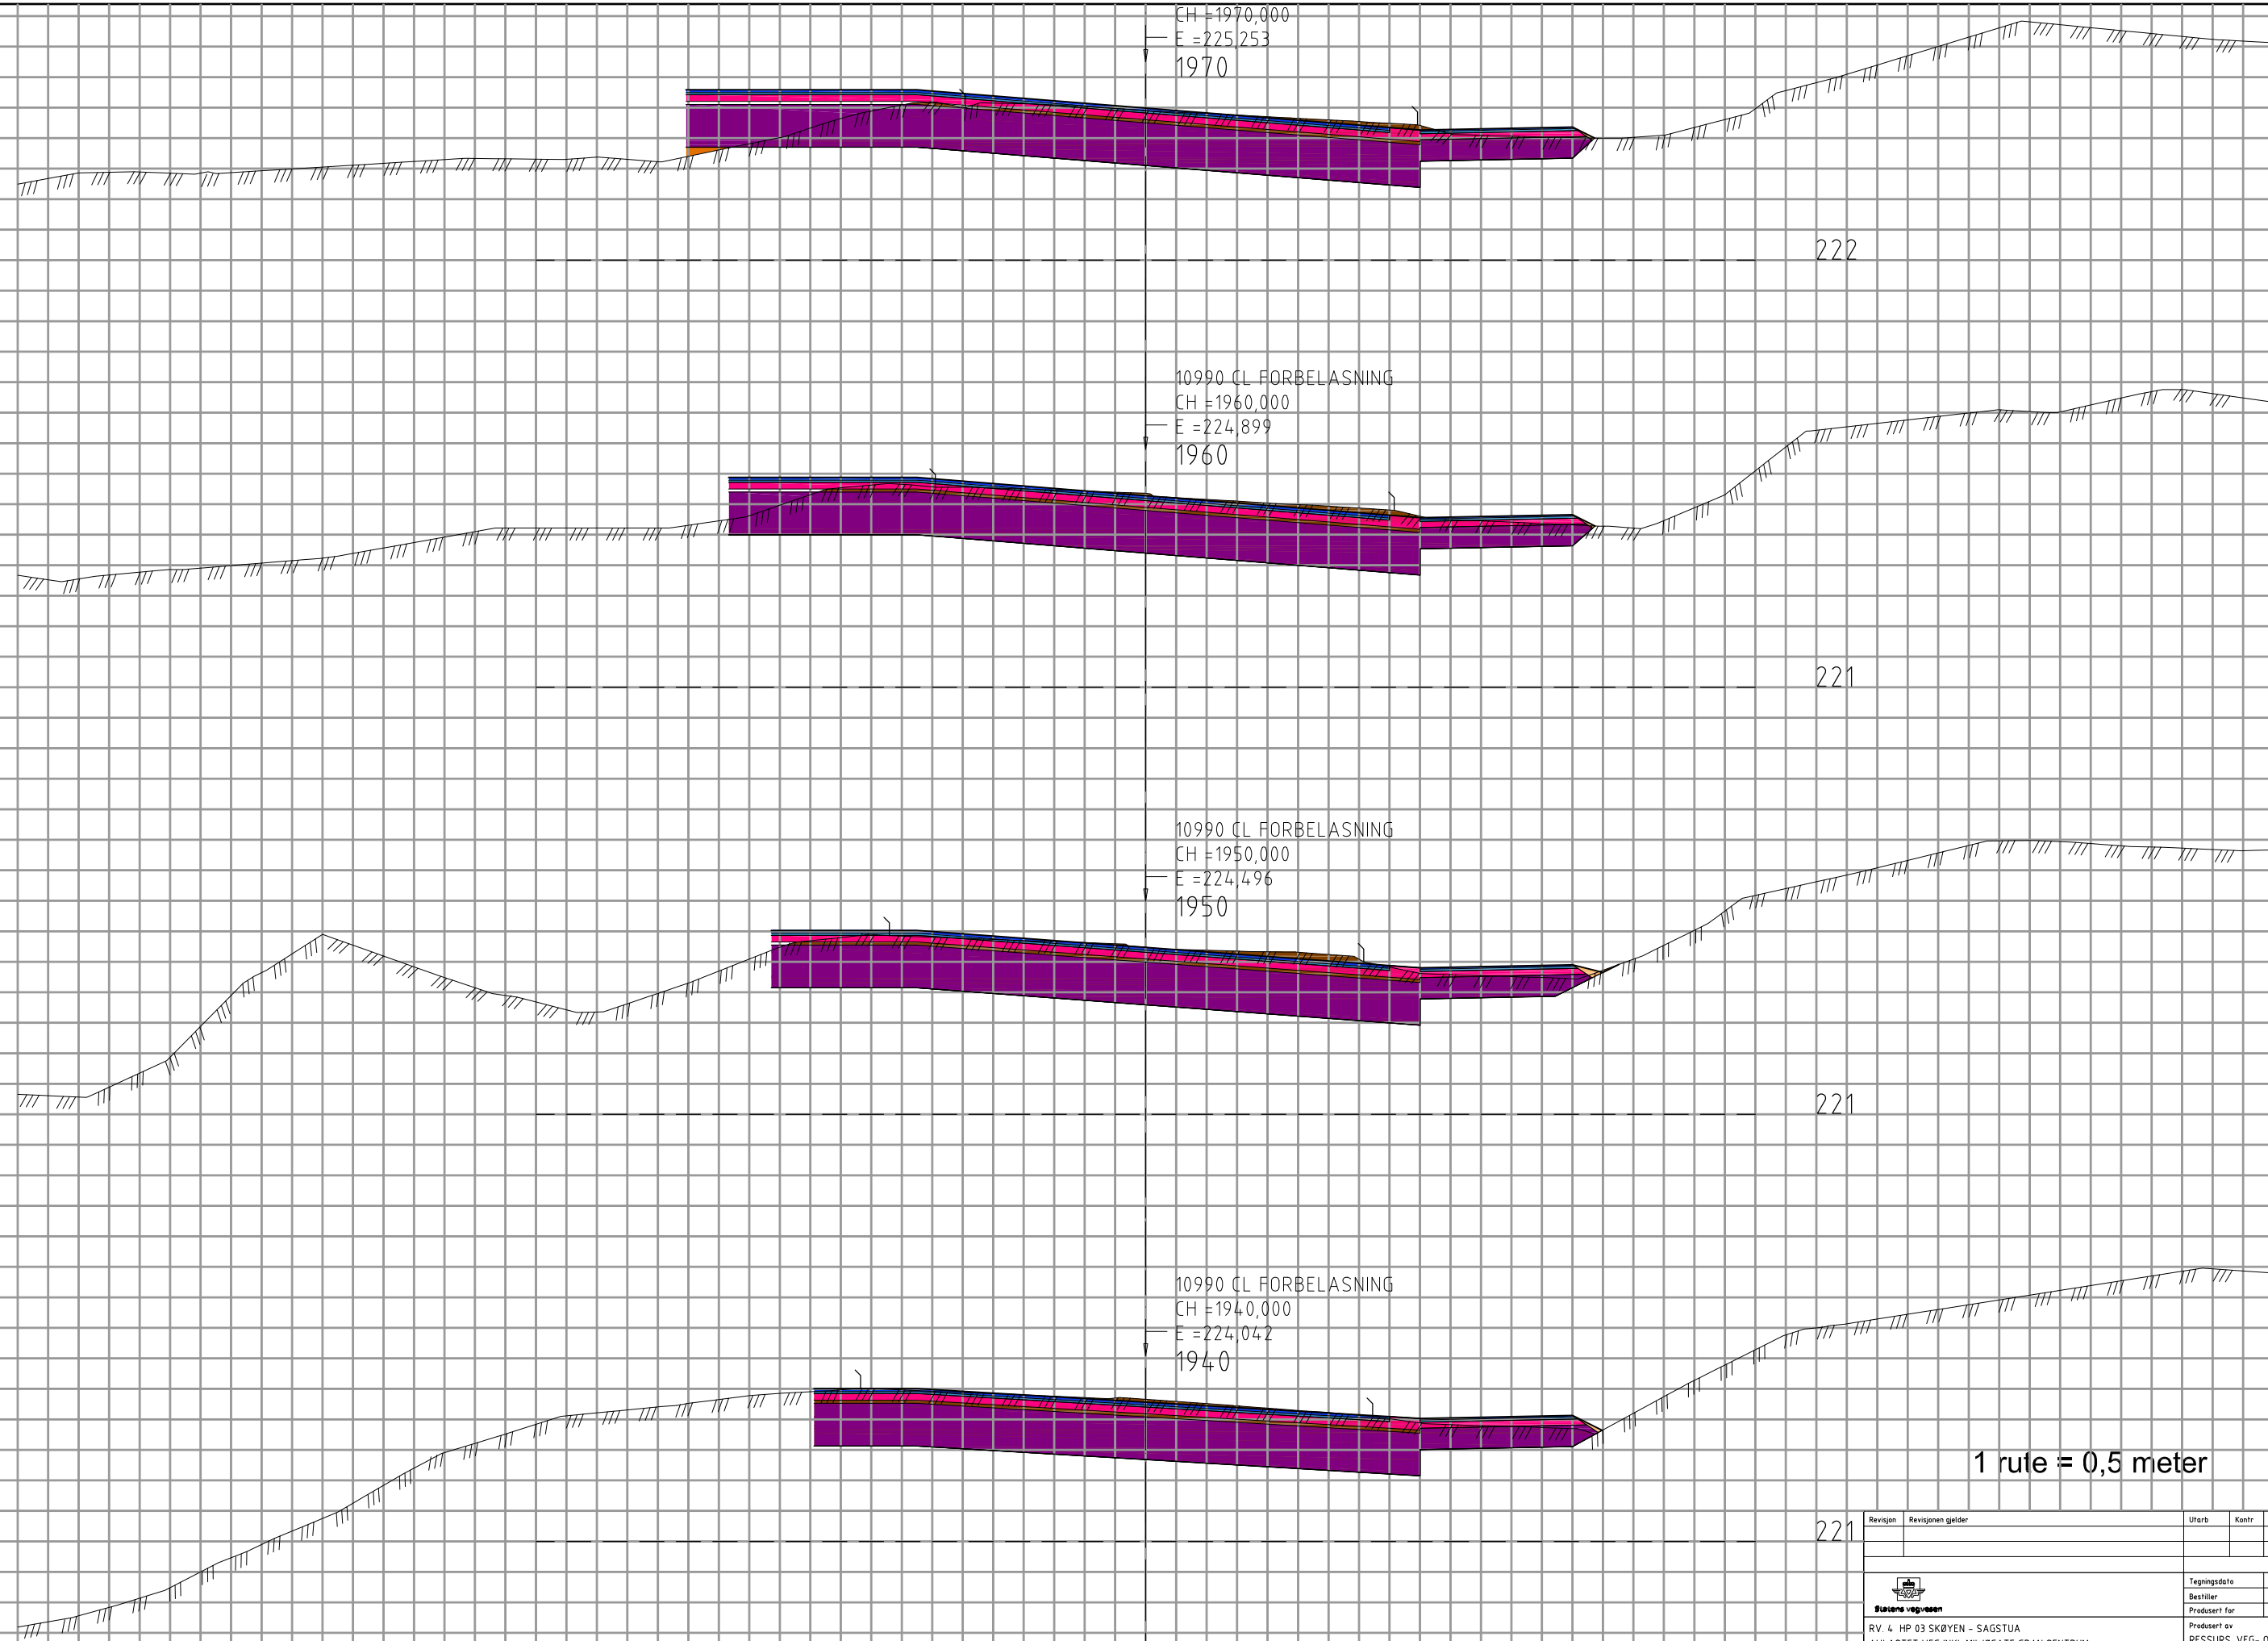 CH =1970,000
E =225,253
1970
222
10990 CL FORBELASNING
CH =1960,000
E =224,899
1960
221
10990 CL FORBELASNING
CH =1950,000
E =224,496
1950
221
10990 CL FORBELASNING
CH =1940,000
E =224,042
1940
1 rute = 0,5 meter
221
Revisjon Revisjonen gjelder Utarb Kontr
Tegningsdato
Bestiller
Statens vegvesen
Produsert for
Produsert av
RV. 4 HP 03 SKØYEN - SAGSTUA